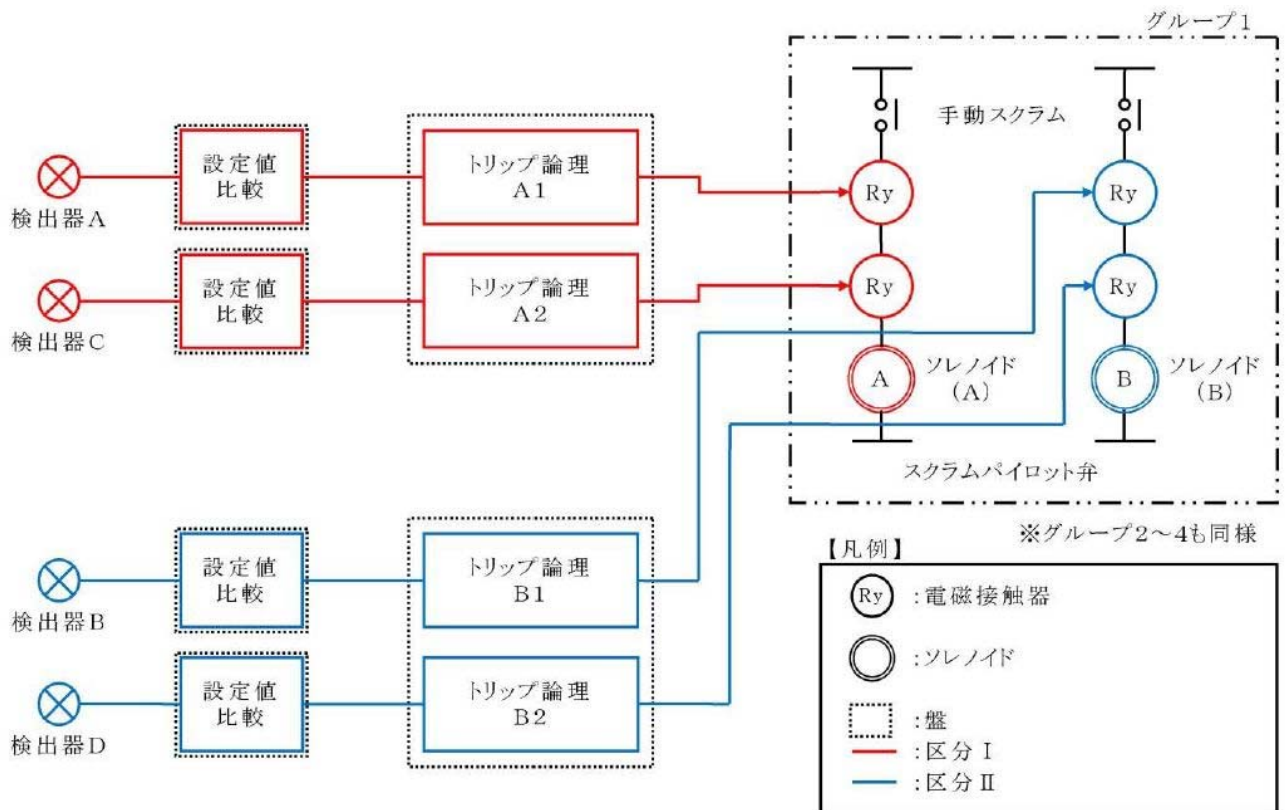 グループ1
手動スクラム
設定値
比較
トリップ論理
A1
検出器A
Ry
Ry
設定値
比較
トリップ論理
A2
検出器C
Ry
Ry
A
ソレノイド
(A)
B
ソレノイド
(B)
スクラムパイロット弁
※グループ2～4も同様
設定値
比較
トリップ論理
B1
検出器B
設定値
比較
トリップ論理
B2
検出器D
【凡例】
Ry :電磁接触器
:ソレノイド
:盤
:区分Ⅰ
:区分Ⅱ